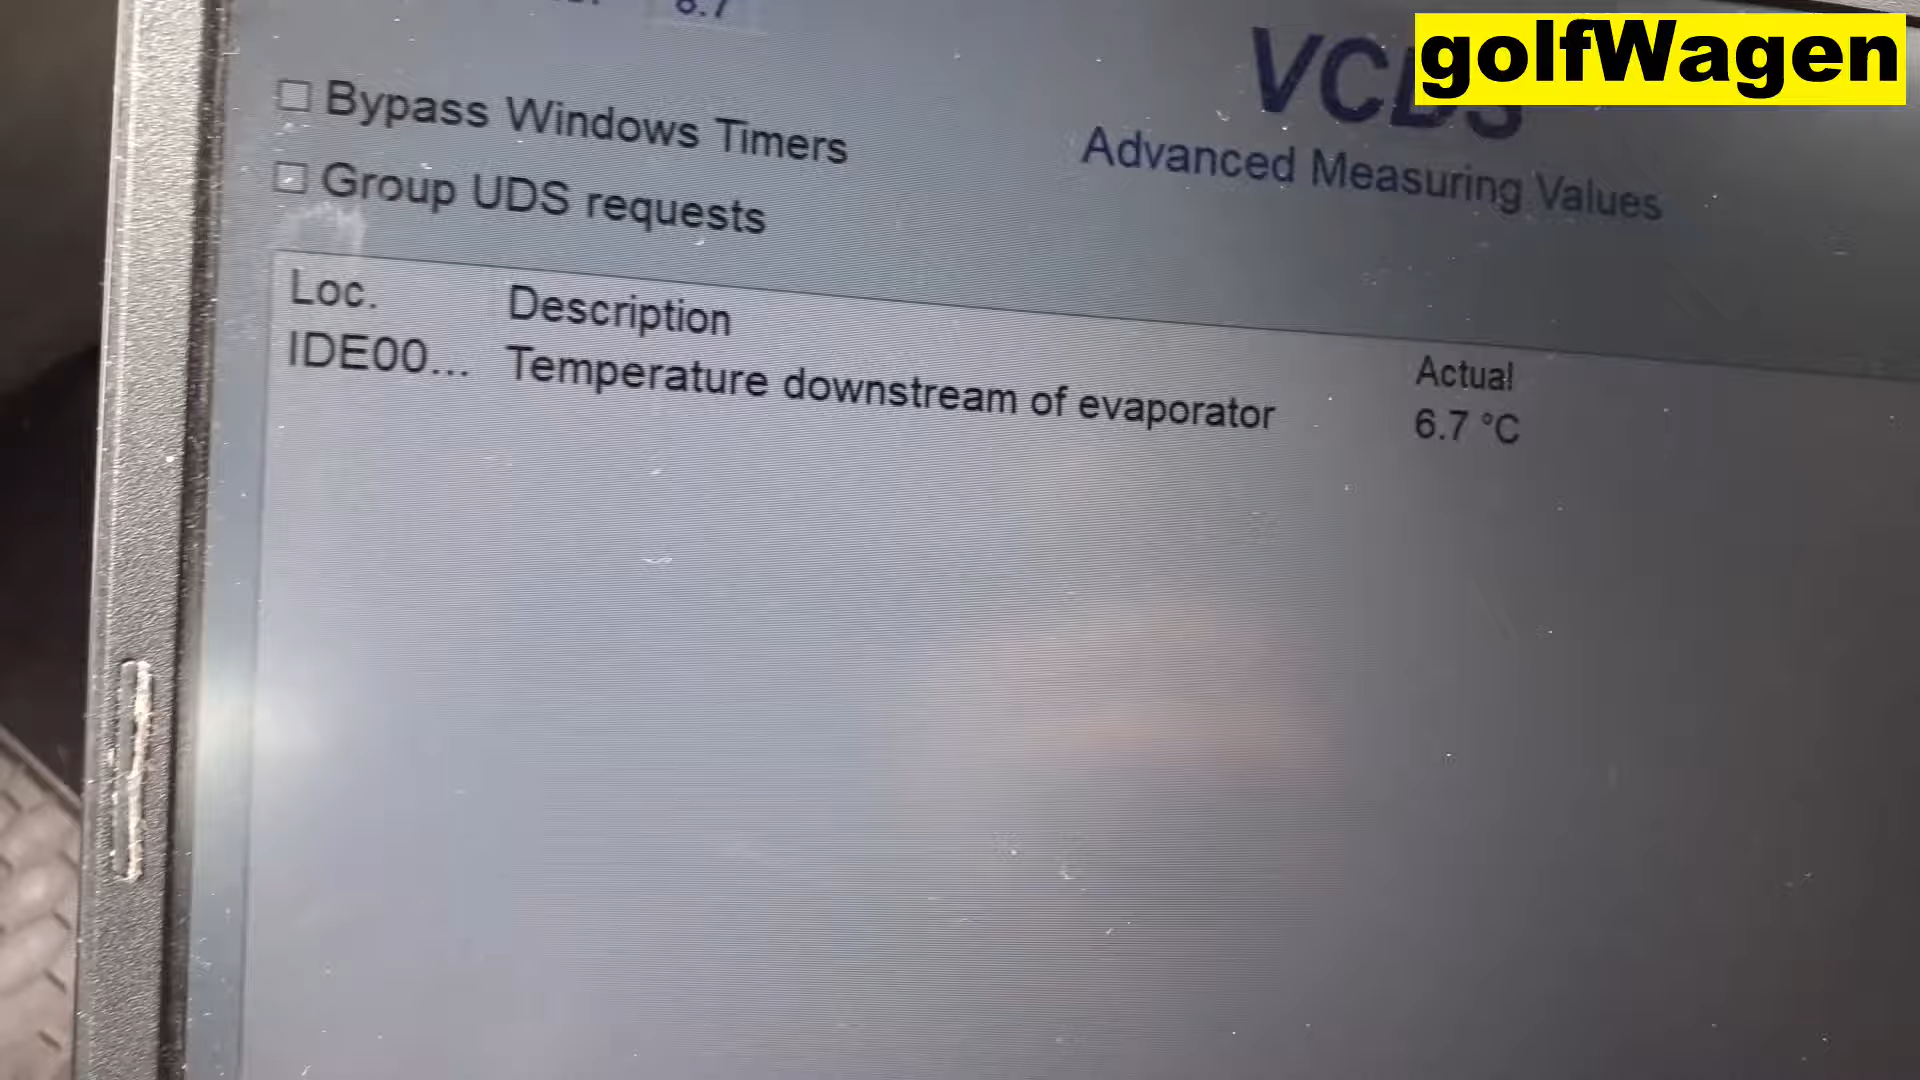 golfWagen
VCDS
Bypass Windows Timers
Advanced Measuring Values
Group UDS requests
Loc. Description Actual
IDE00... Temperature downstream of evaporator 6.7 °C